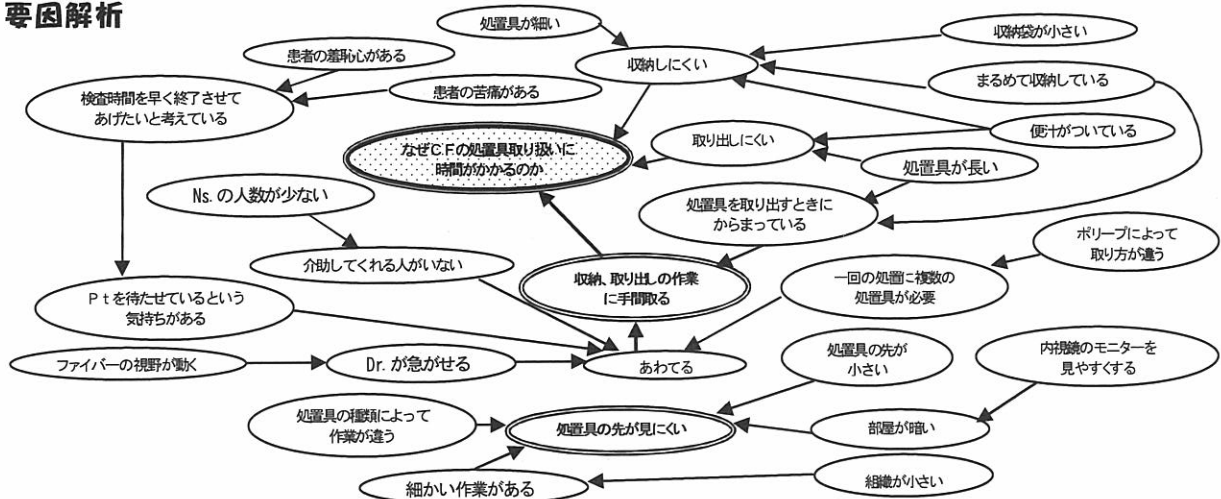 要因解析
処置具が細い
収納袋が小さい
患者の羞恥心がある
収納しにくい
まるめて収納している
検査時間を早く終了させて
あげたいと考えている
患者の苦痛がある
便汁がついている
なぜC.Fの処置具取り扱いに
時間がかかるのか
取り出しにくい
処置具が長い
Ns.の人数が少ない
処置具を取り出すときに
からまっている
ポリープによって
取り方が違う
介助してくれる人がいない
収納、取り出しの作業
に手間取る
一回の処置に複数の
処置具が必要
Ptを待たせているという
気持ちがある
ファイバーの視野が動く
Dr.が急がせる
あわてる
処置具の先が
小さい
内視鏡のモニターを
見やすくする
処置具の種類によって
作業が違う
処置具の先が見にくい
部屋が暗い
細かい作業がある
組織が小さい